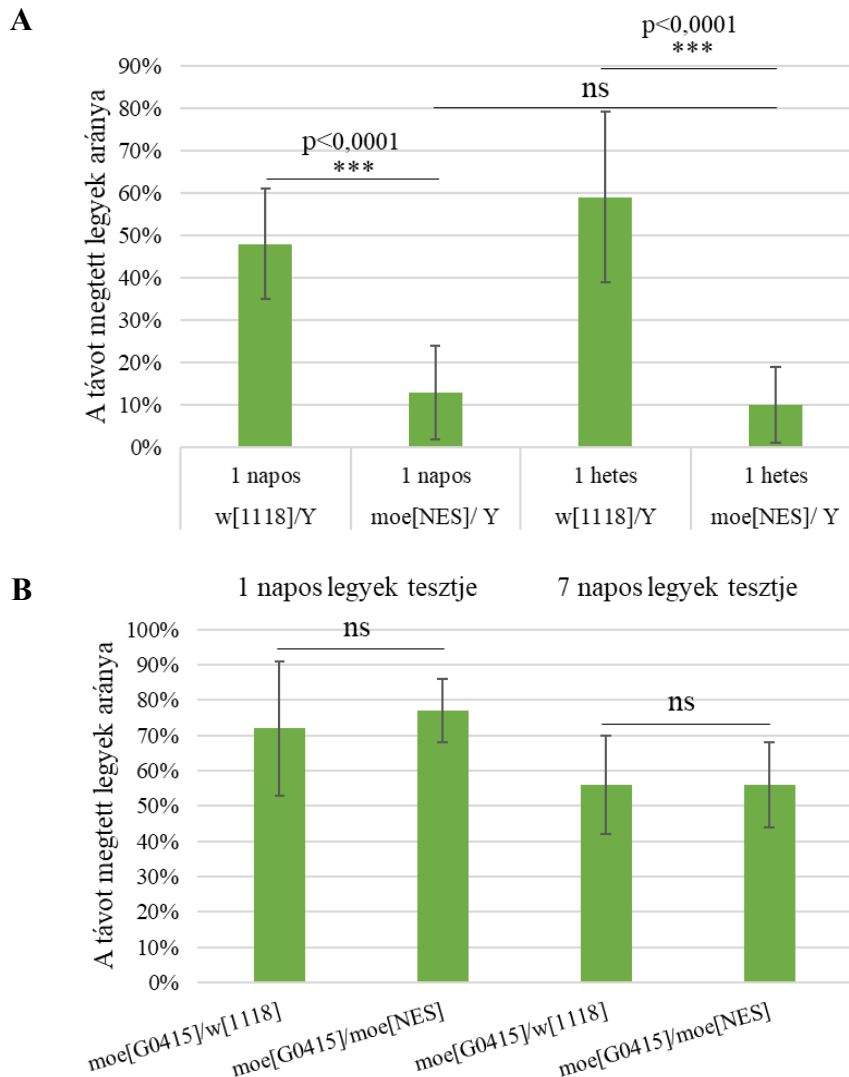 A
p<0,0001
***
ns
p<0,0001
***
A távot megtett legyek aránya
90%
80%
70%
60%
50%
40%
30%
20%
10%
0%
1 napos 1 napos 1 hetes 1 hetes
w[1118]/Y moe[NES]/ Y w[1118]/Y moe[NES]/ Y
B
1 napos legyek tesztje 7 napos legyek tesztje
ns
ns
A távot megtett legyek aránya
100%
90%
80%
70%
60%
50%
40%
30%
20%
10%
0%
moe[G0415]/w[1118]
moe[G0415]/moe[NES]
moe[G0415]/w[1118]
moe[G0415]/moe[NES]